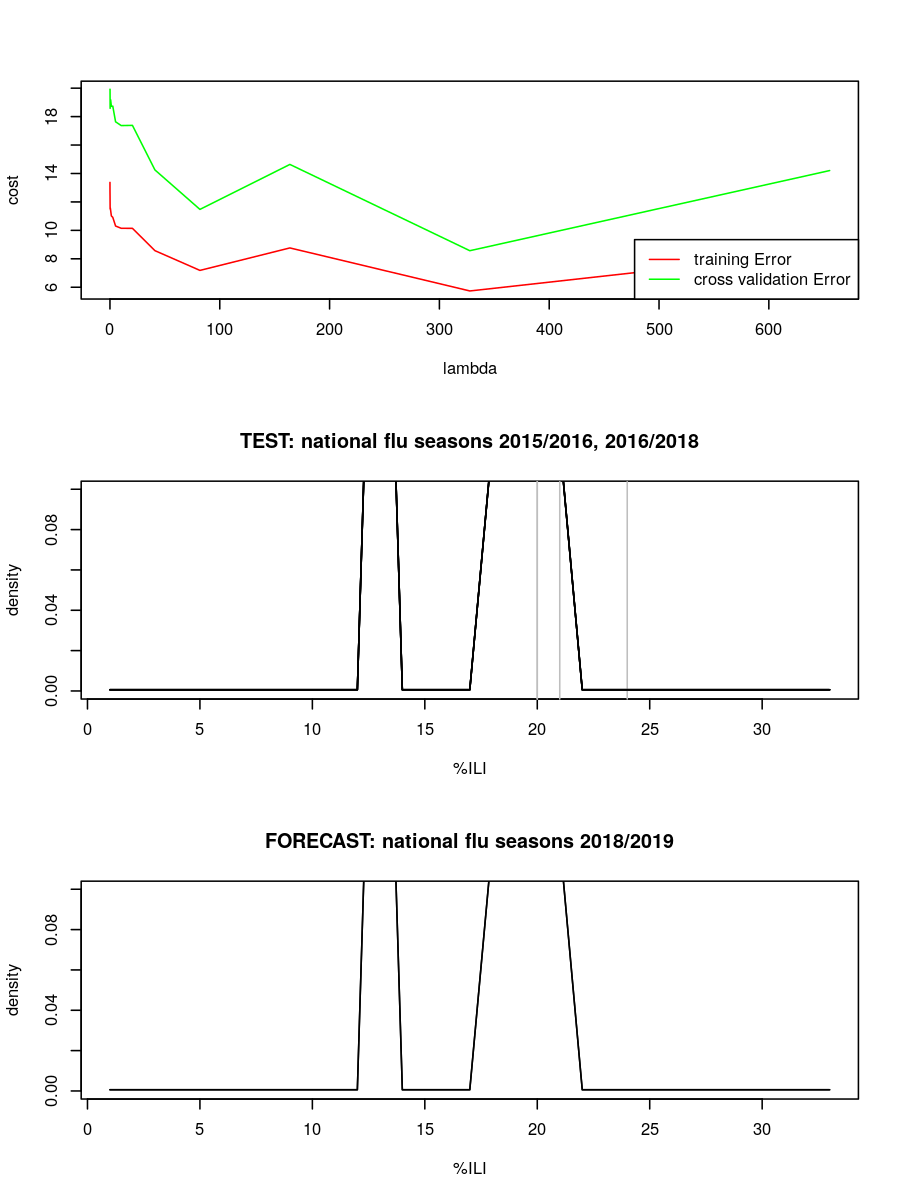 18
14
10
8
6
cost
training Error
cross validation Error
0 100 200 300 400 500 600
lambda
TEST: national flu seasons 2015/2016, 2016/2018
0.08
0.04
0.00
density
0 5 10 15 20 25 30
%ILI
FORECAST: national flu seasons 2018/2019
0.08
0.04
0.00
density
0 5 10 15 20 25 30
%ILI